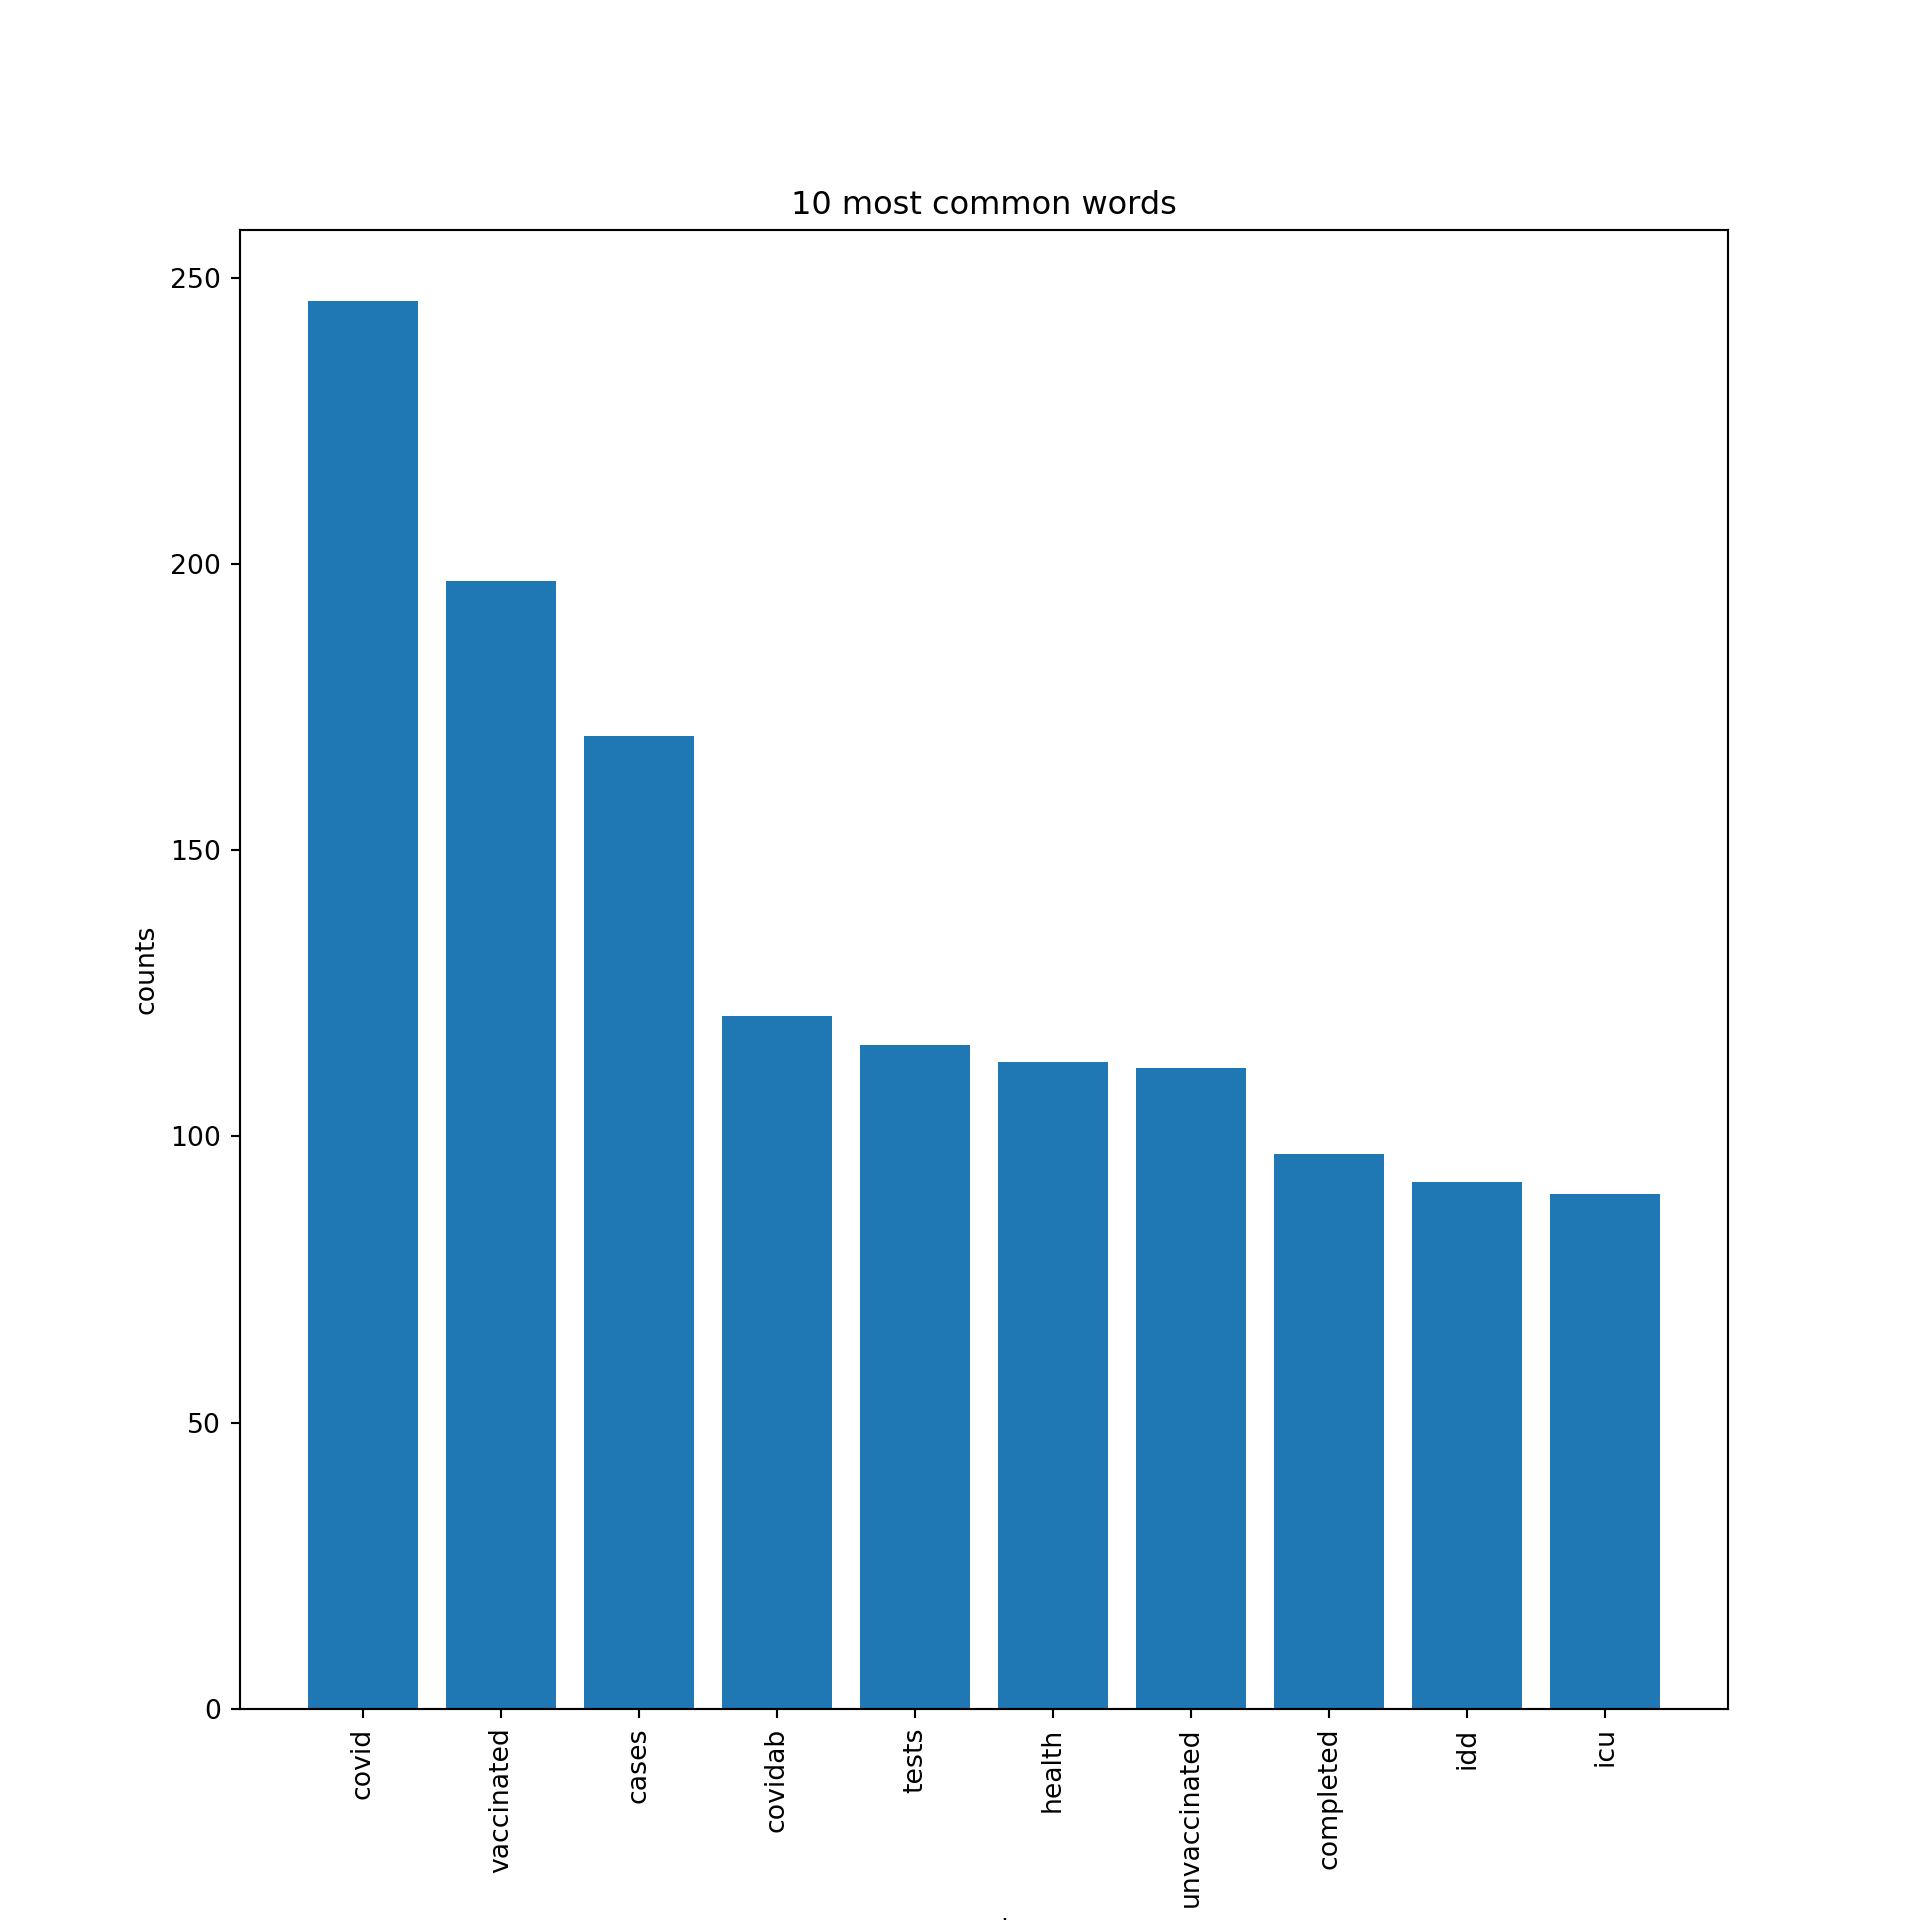 10 most common words
250
200
150
100
50
0
counts
covid
vaccinated
cases
covidab
tests
health
unvaccinated
completed
idd
icu